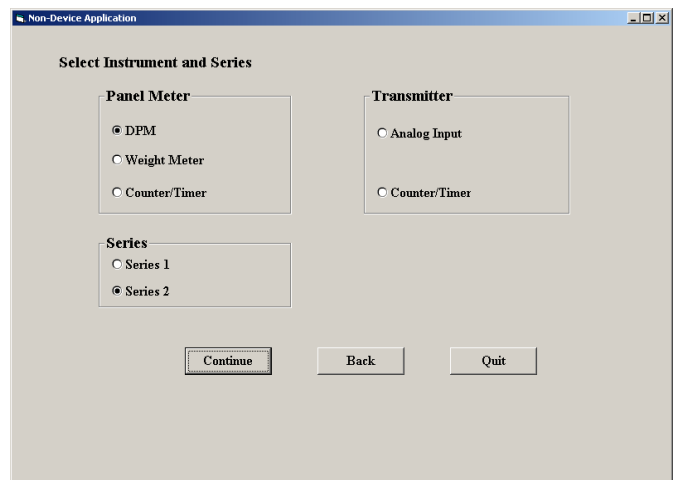 Non-Device Application
Select Instrument and Series
Panel Meter
DPM
Weight Meter
Counter/Timer
Transmitter
Analog Input
Counter/Timer
Series
Series 1
Series 2
Continue
Back
Quit